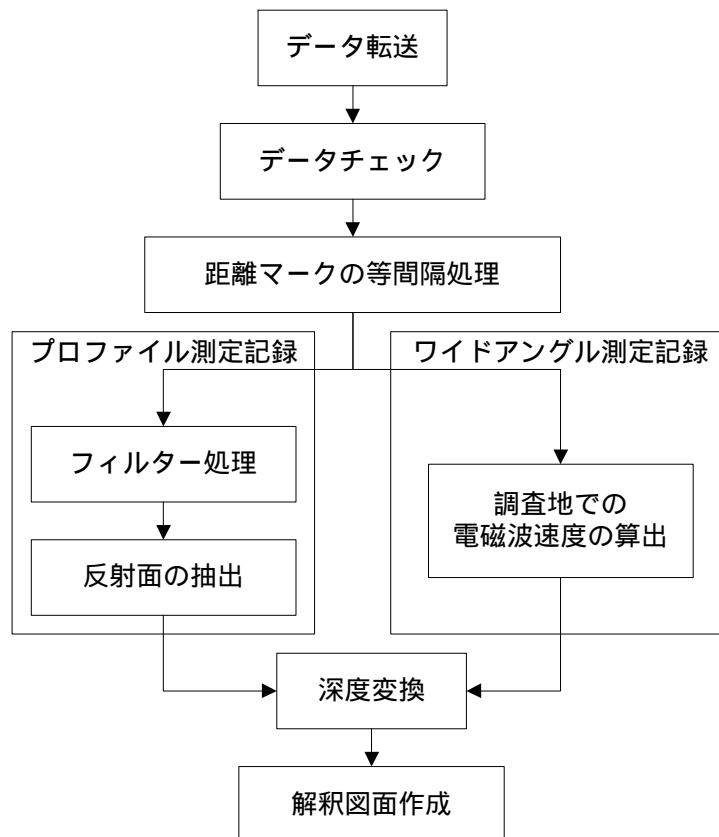 データ転送
データチェック
距離マークの等間隔処理
プロファイル測定記録
フィルター処理
反射面の抽出
ワイドアングル測定記録
調査地での
電磁波速度の算出
深度変換
解釈図面作成